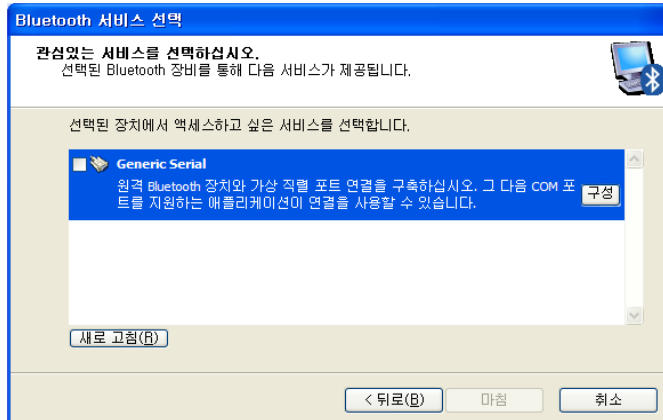 Bluetooth 서비스 선택
관심있는 서비스를 선택하십시오.
선택된 Bluetooth 장비를 통해 다음 서비스가 제공됩니다.
선택된 장치에서 액세스하고 싶은 서비스를 선택합니다.
Generic Serial
원격 Bluetooth 장치와 가상 직렬 포트 연결을 구축하십시오. 그 다음 COM 포
트를 지원하는 애플리케이션이 연결을 사용할 수 있습니다.
구성
새로 고침(R)
< 뒤로(B)
마침
취소